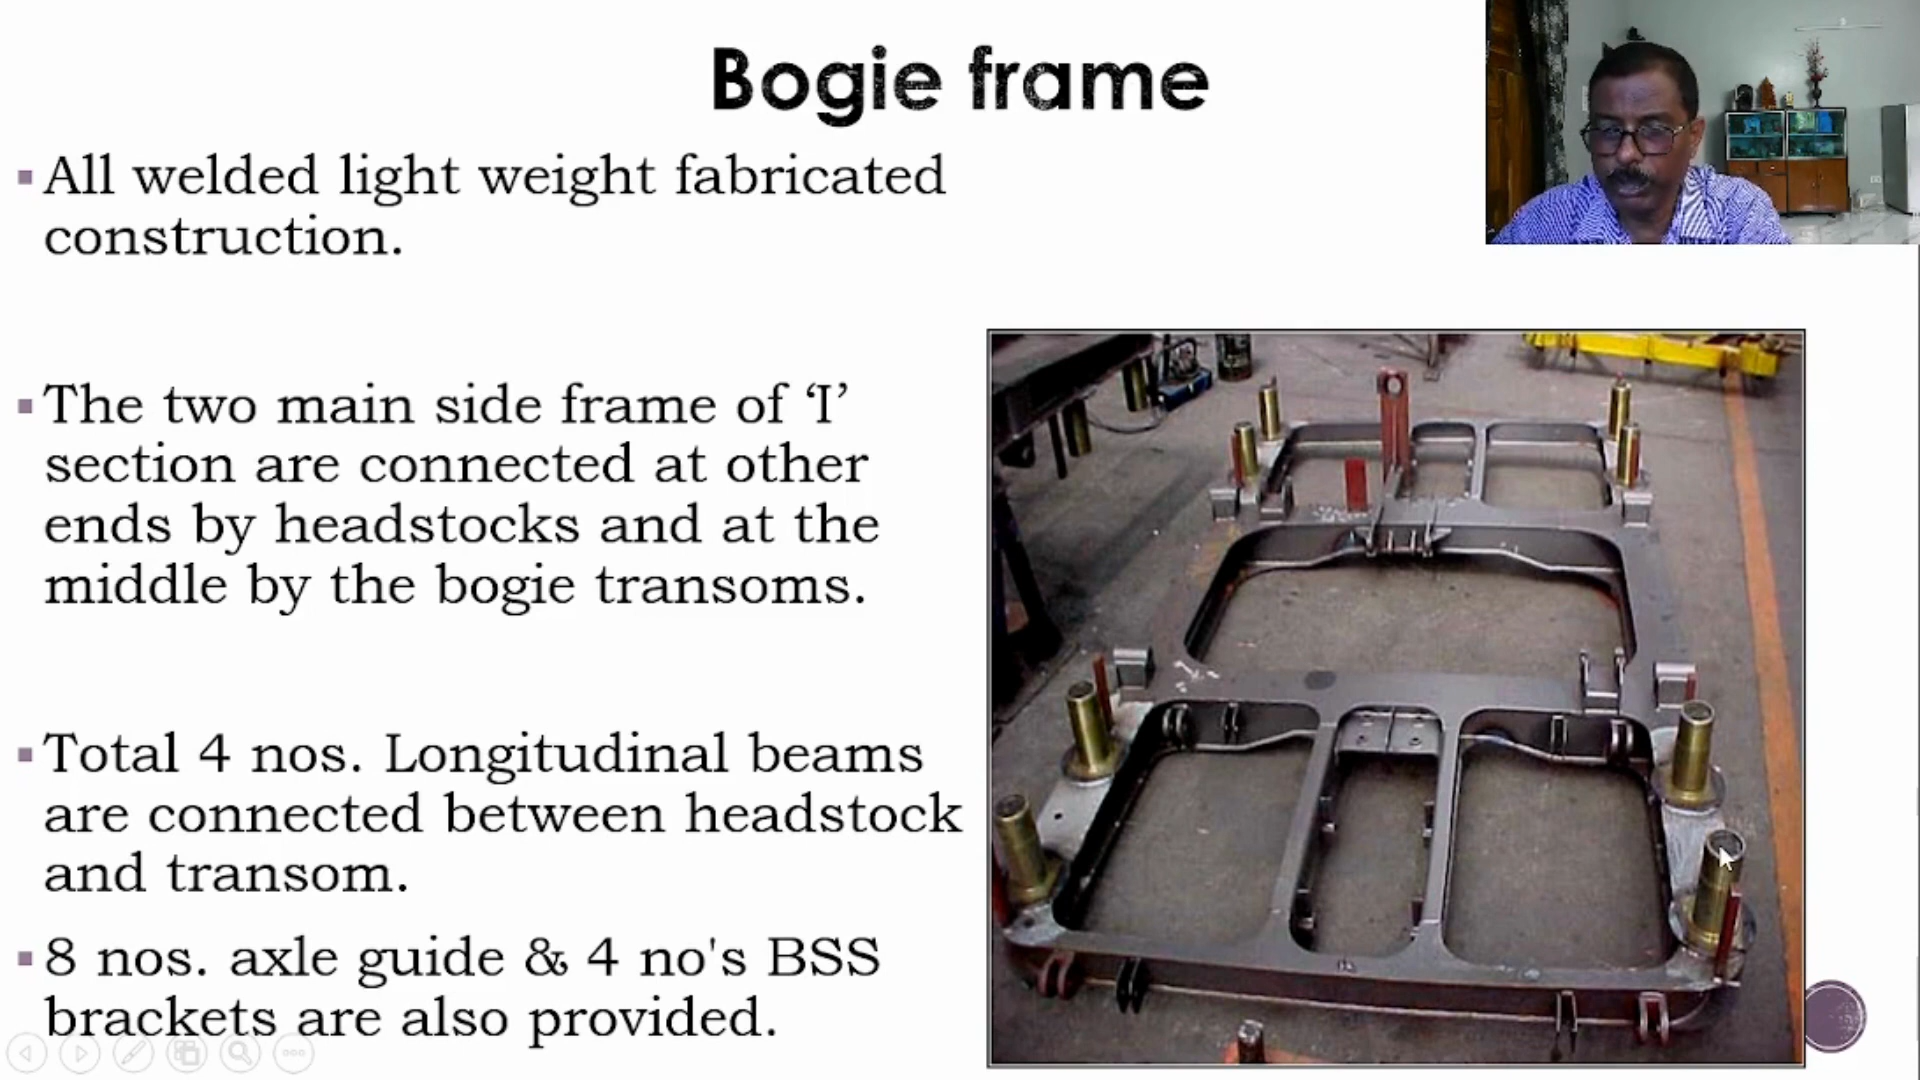 Bogie frame
All welded light weight fabricated
construction.
The two main side frame of ‘I’
section are connected at other
ends by headstocks and at the
middle by the bogie transoms.
Total 4 nos. Longitudinal beams
are connected between headstock
and transom.
8 nos. axle guide & 4 no's BSS
brackets are also provided.